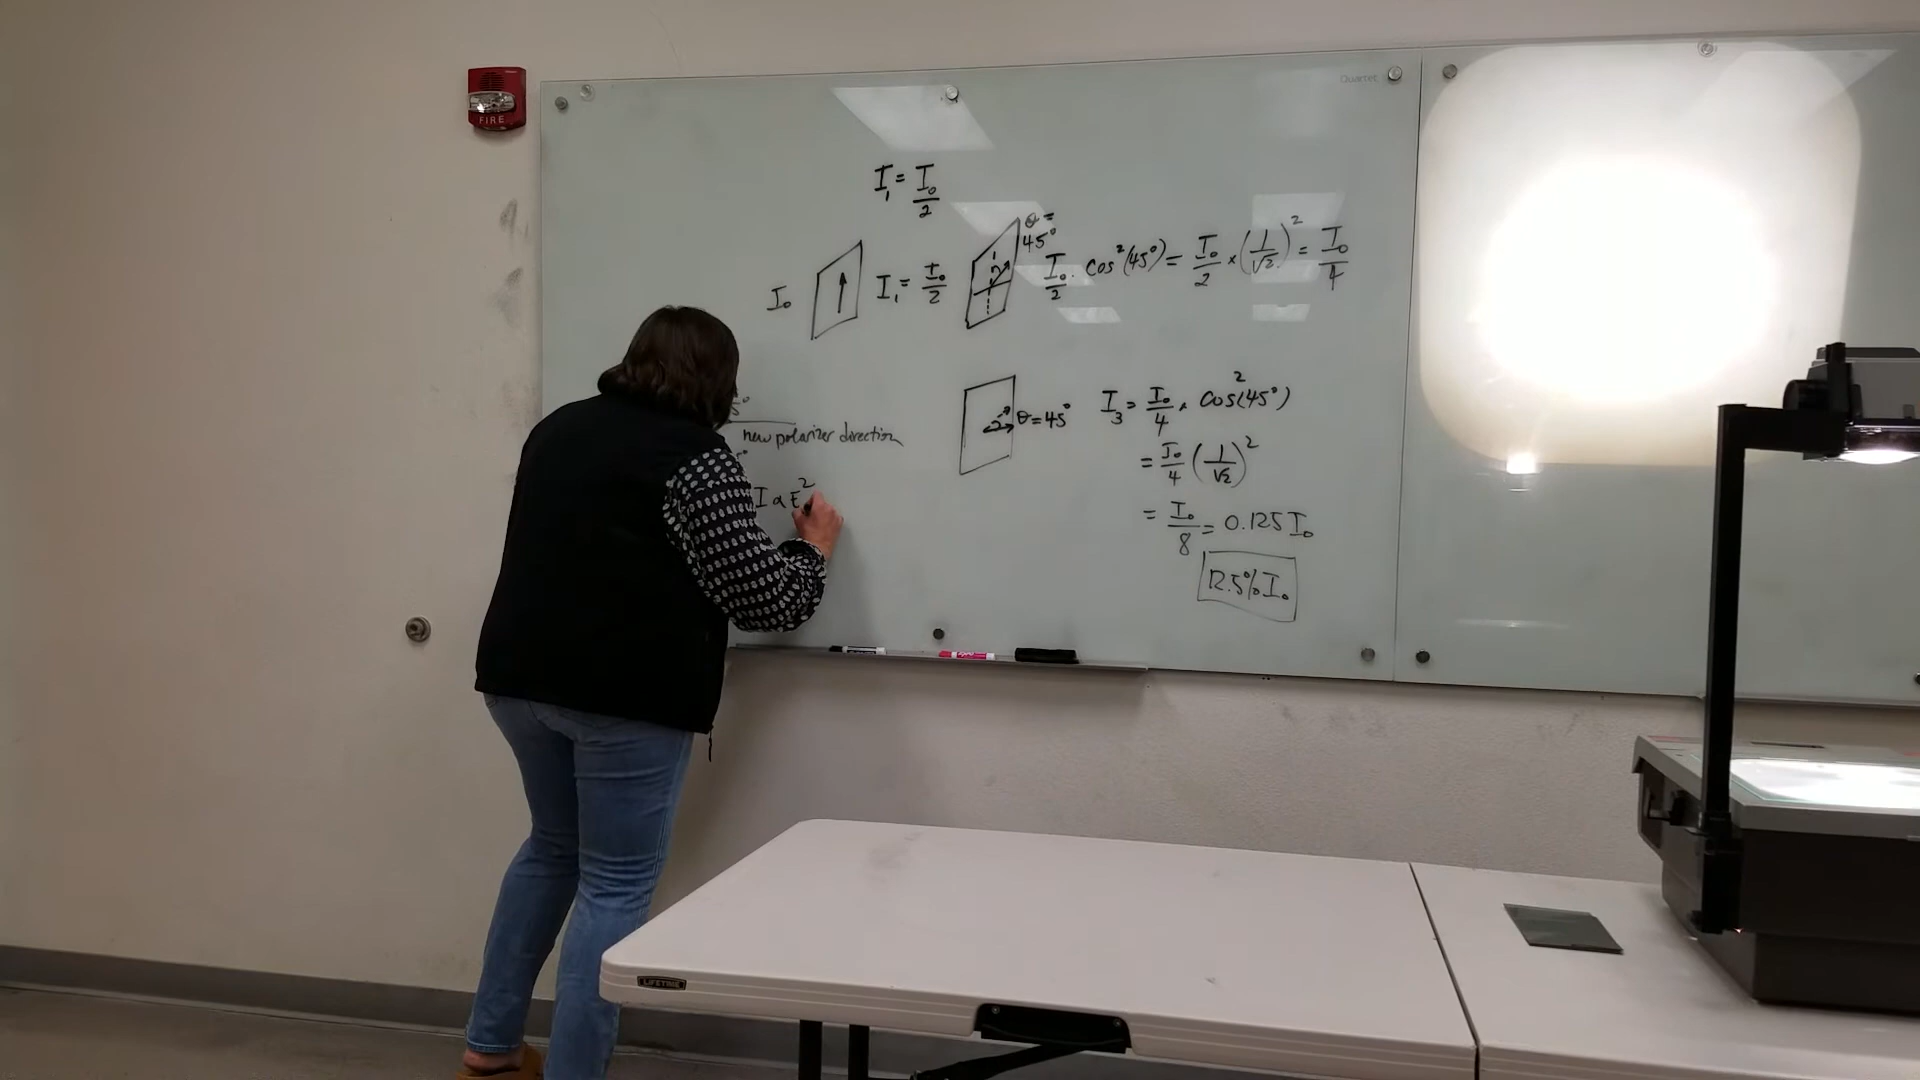 FIRE
Quartet
I₁ = I₀/2
I₀
I₁ = I₀/2
θ = 45°
I₀/2 · cos²(45°) = I₀/2 × (1/√2)² = I₀/4
new polarizer direction
I ∝ E²
θ = 45°
I₃ = I₀/4 × cos²(45°)
= I₀/4 (1/√2)²
= I₀/8 = 0.125 I₀
12.5% I₀
LIFETIME